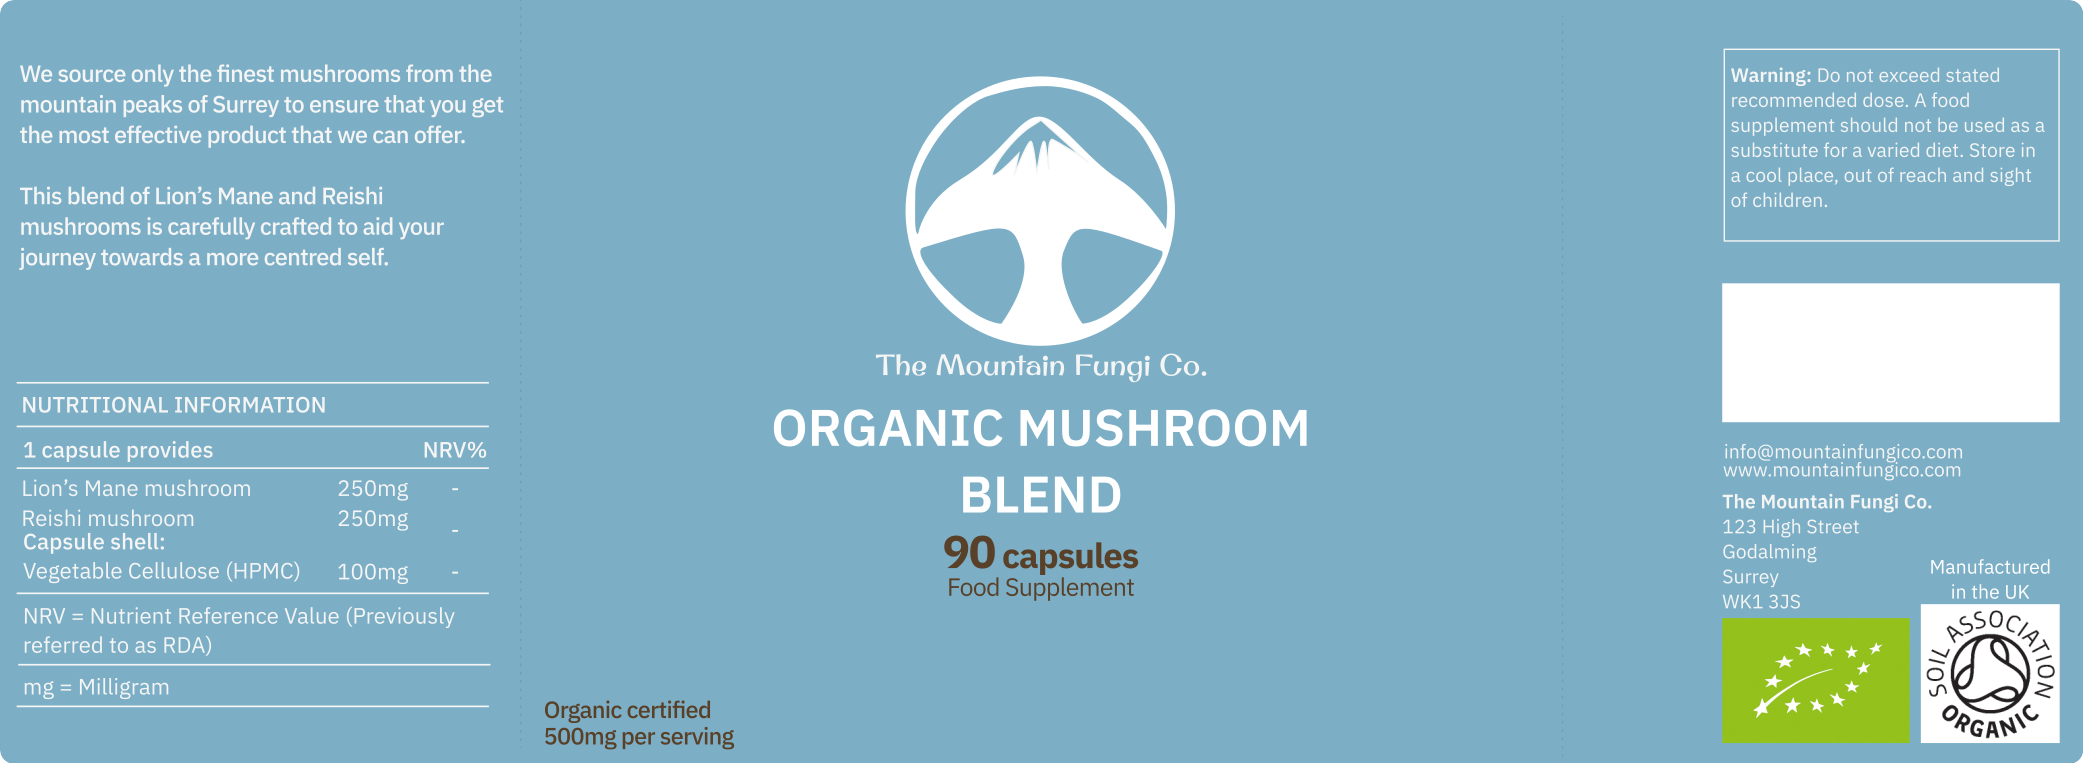 We source only the finest mushrooms from the
mountain peaks of Surrey to ensure that you get
the most effective product that we can offer.
This blend of Lion's Mane and Reishi
mushrooms is carefully crafted to aid your
journey towards a more centred self.
NUTRITIONAL INFORMATION
1 capsule provides NRV%
Lion's Mane mushroom 250mg -
Reishi mushroom 250mg -
Capsule shell:
Vegetable Cellulose (HPMC) 100mg -
NRV = Nutrient Reference Value (Previously
referred to as RDA)
mg = Milligram
The Mountain Fungi Co.
ORGANIC MUSHROOM
BLEND
90 capsules
Food Supplement
Organic certified
500mg per serving
Warning: Do not exceed stated
recommended dose. A food
supplement should not be used as a
substitute for a varied diet. Store in
a cool place, out of reach and sight
of children.
info@mountainfungico.com
www.mountainfungico.com
The Mountain Fungi Co.
123 High Street
Godalming
Surrey
WK1 3JS
Manufactured
in the UK
SOIL ASSOCIATION
ORGANIC